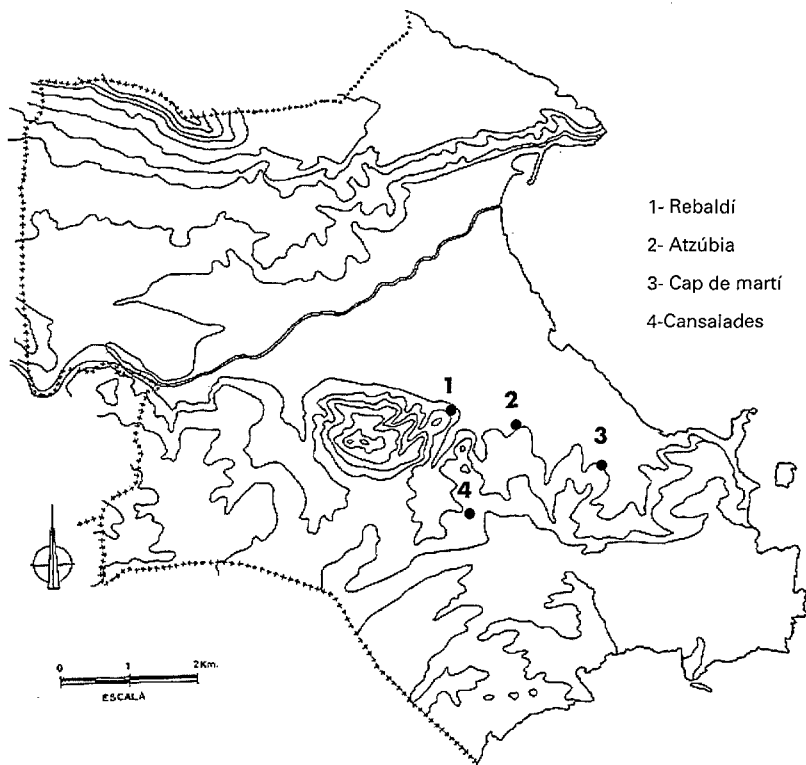 1- Rebaldí
2- Atzúbia
3- Cap de martí
4-Cansalades
1
2
3
4
0 1 2Km.
ESCALA